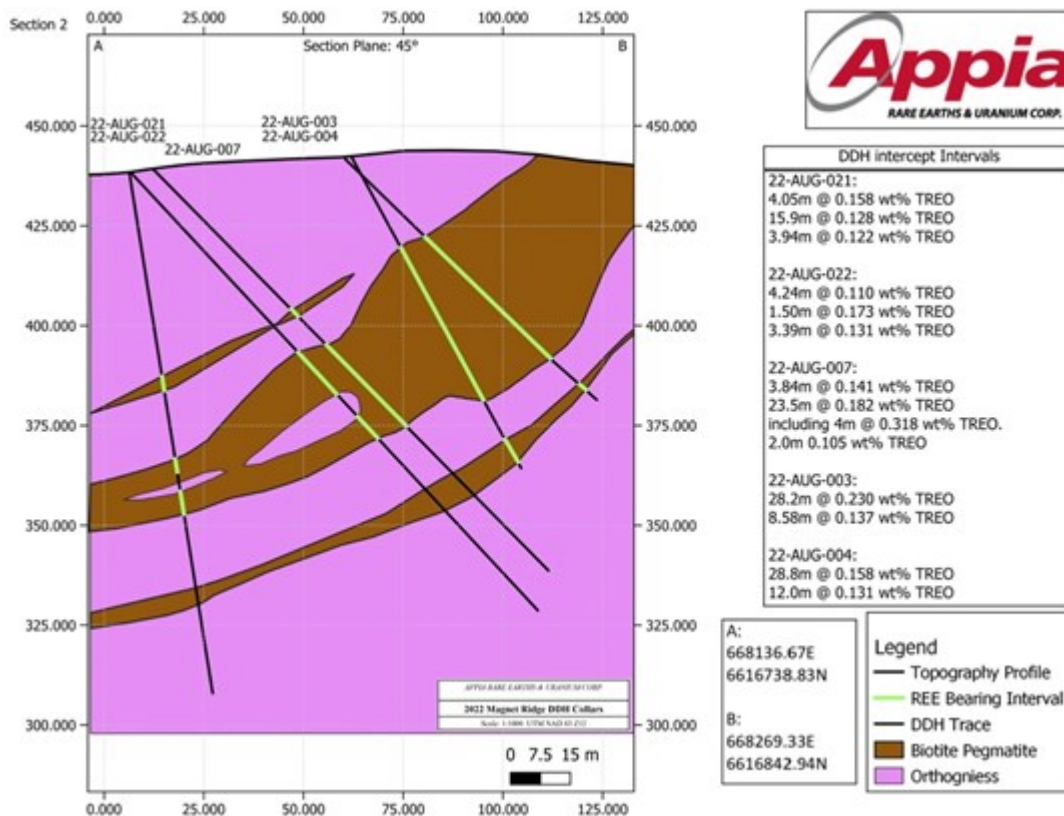 Section 2
0.000 25.000 50.000 75.000 100.000 125.000
A Section Plane: 45° B
450.000 450.000
22-AUG-021 22-AUG-003
22-AUG-022 22-AUG-004
22-AUG-007
425.000 425.000
400.000 400.000
375.000 375.000
350.000 350.000
325.000 325.000
300.000 300.000
APPIA RARE EARTHS & URANIUM CORP
2022 Magnet Ridge DDH Collars
0 7.5 15 m
0.000 25.000 50.000 75.000 100.000 125.000
Appia
RARE EARTHS & URANIUM CORP.
DDH intercept Intervals
22-AUG-021:
4.05m @ 0.158 wt% TREO
15.9m @ 0.128 wt% TREO
3.94m @ 0.122 wt% TREO
22-AUG-022:
4.24m @ 0.110 wt% TREO
1.50m @ 0.173 wt% TREO
3.39m @ 0.131 wt% TREO
22-AUG-007:
3.84m @ 0.141 wt% TREO
23.5m @ 0.182 wt% TREO
including 4m @ 0.318 wt% TREO.
2.0m 0.105 wt% TREO
22-AUG-003:
28.2m @ 0.230 wt% TREO
8.58m @ 0.137 wt% TREO
22-AUG-004:
28.8m @ 0.158 wt% TREO
12.0m @ 0.131 wt% TREO
A:
668136.67E
6616738.83N
B:
668269.33E
6616842.94N
Legend
Topography Profile
REE Bearing Interval
DDH Trace
Biotite Pegmatite
Orthogniess